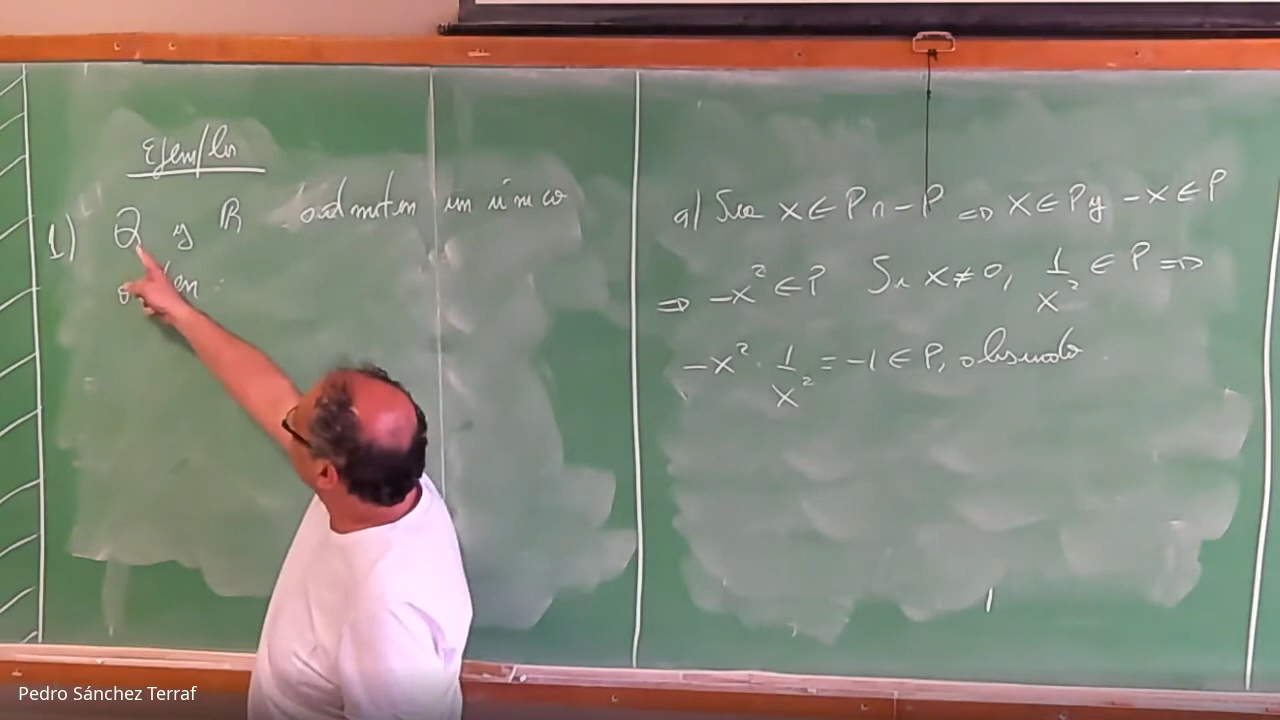 Ejemplos
1) Q y R admiten un único
orden.
a) Sea x ∈ P ∩ -P ⇒ x ∈ P y -x ∈ P
⇒ -x² ∈ P Si x ≠ 0, 1/x² ∈ P ⇒
-x² · 1/x² = -1 ∈ P, absurdo.
Pedro Sánchez Terraf